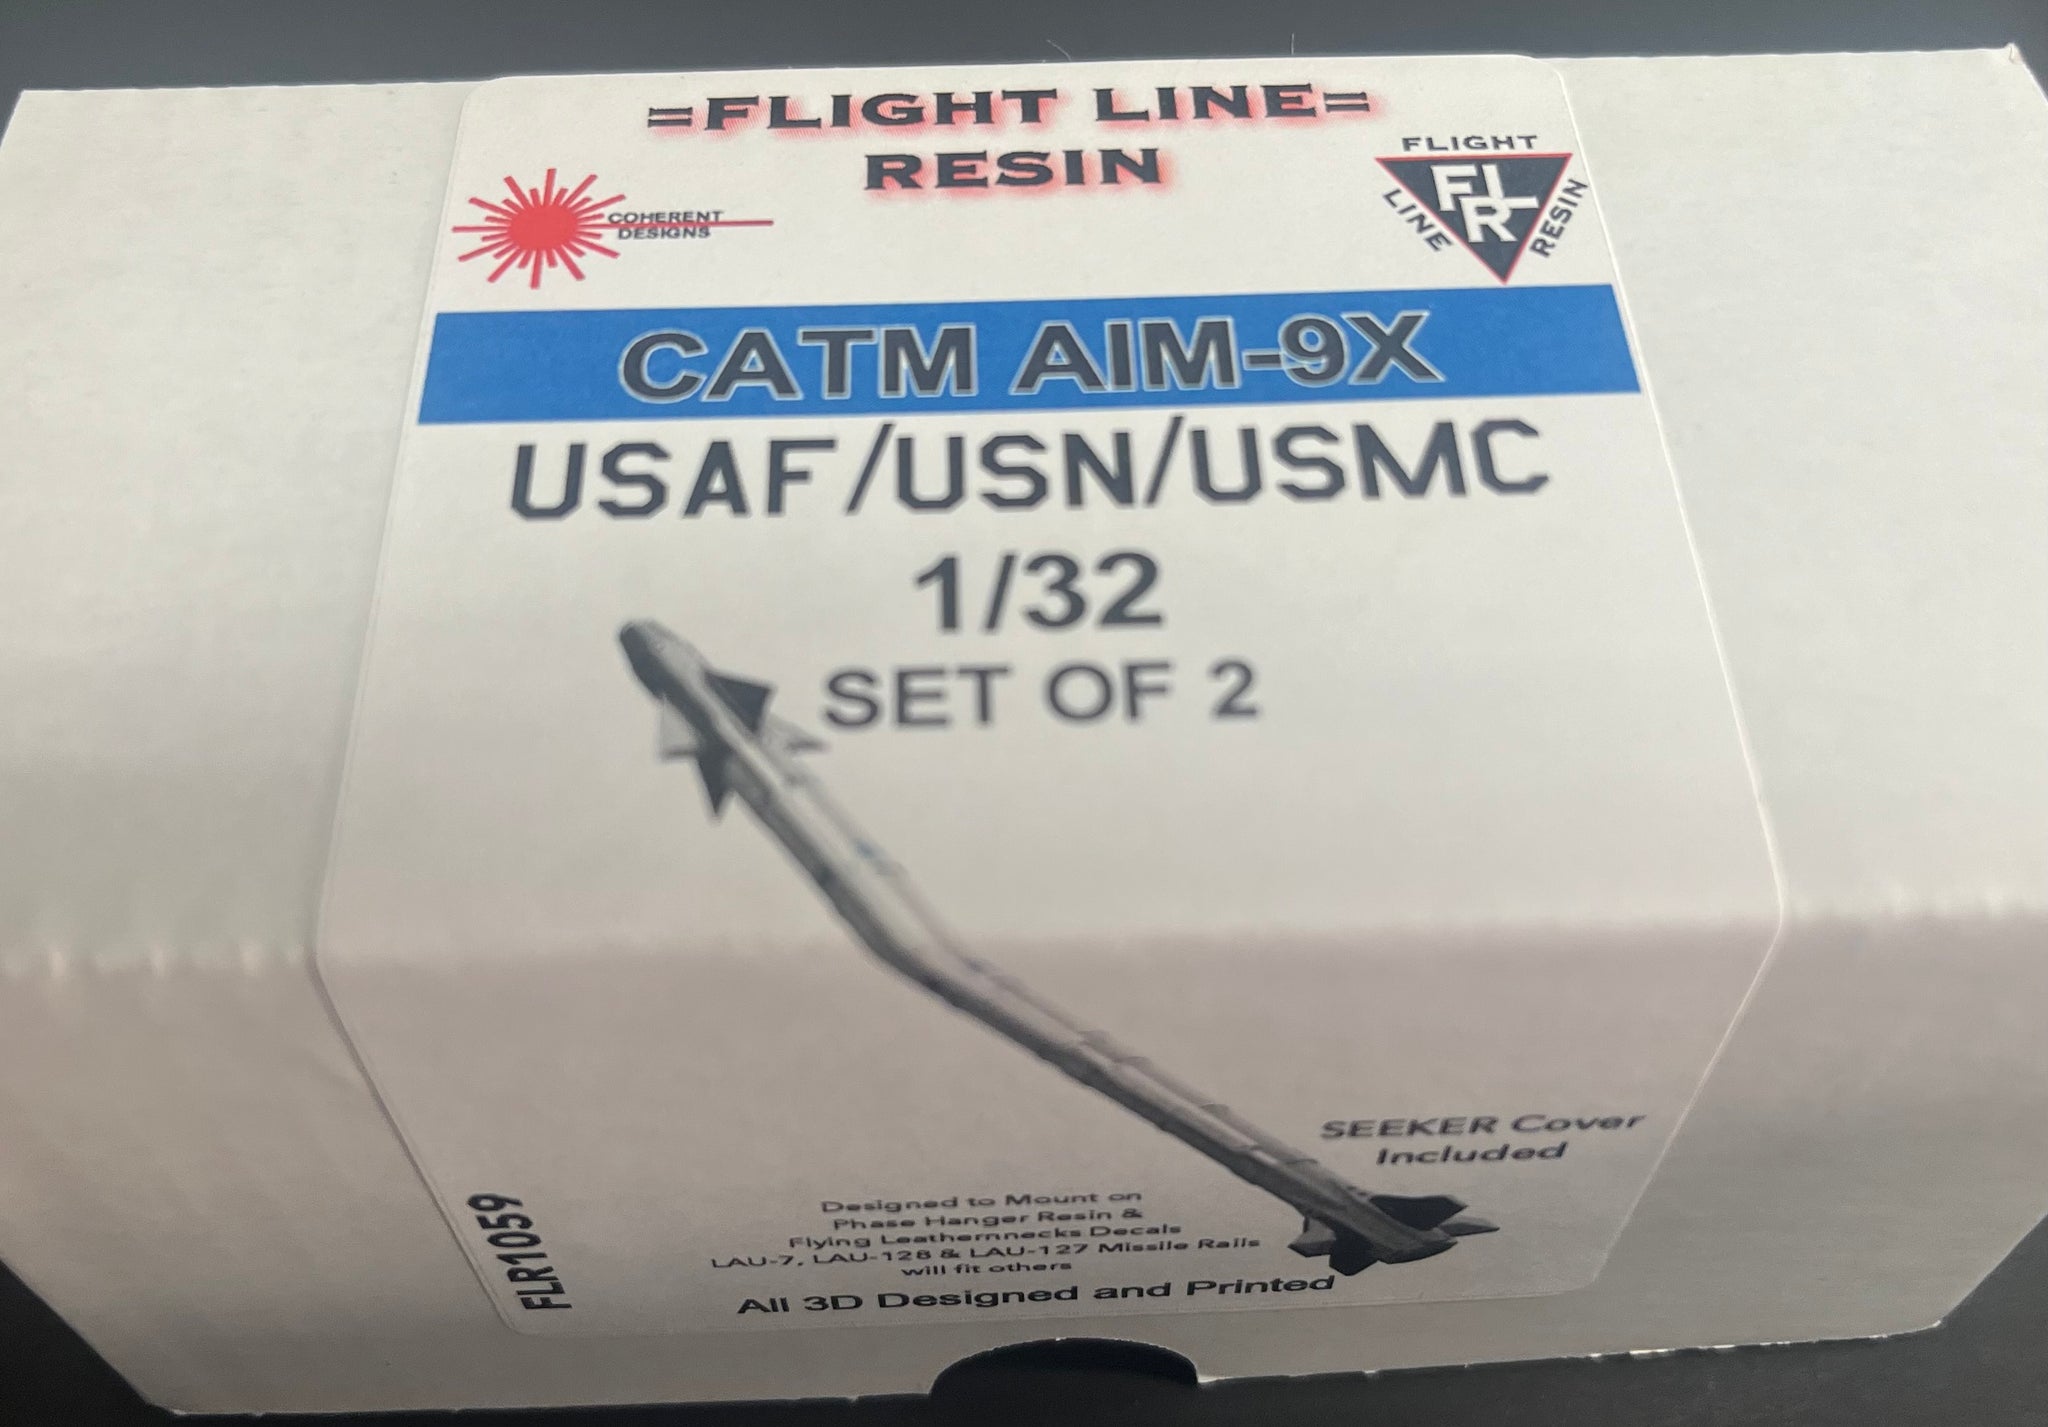 =FLIGHT LINE=
RESIN
COHERENT
DESIGNS
FLIGHT
LINE
RESIN
FLR
CATM AIM-9X
USAF/USN/USMC
1/32
SET OF 2
SEEKER Cover
Included
Designed to Mount on
Phase Hanger Resin &
Flying Leathernnecks Decals
LAU-7, LAU-128 & LAU-127 Missile Rails
will fit others
All 3D Designed and Printed
FLR1059